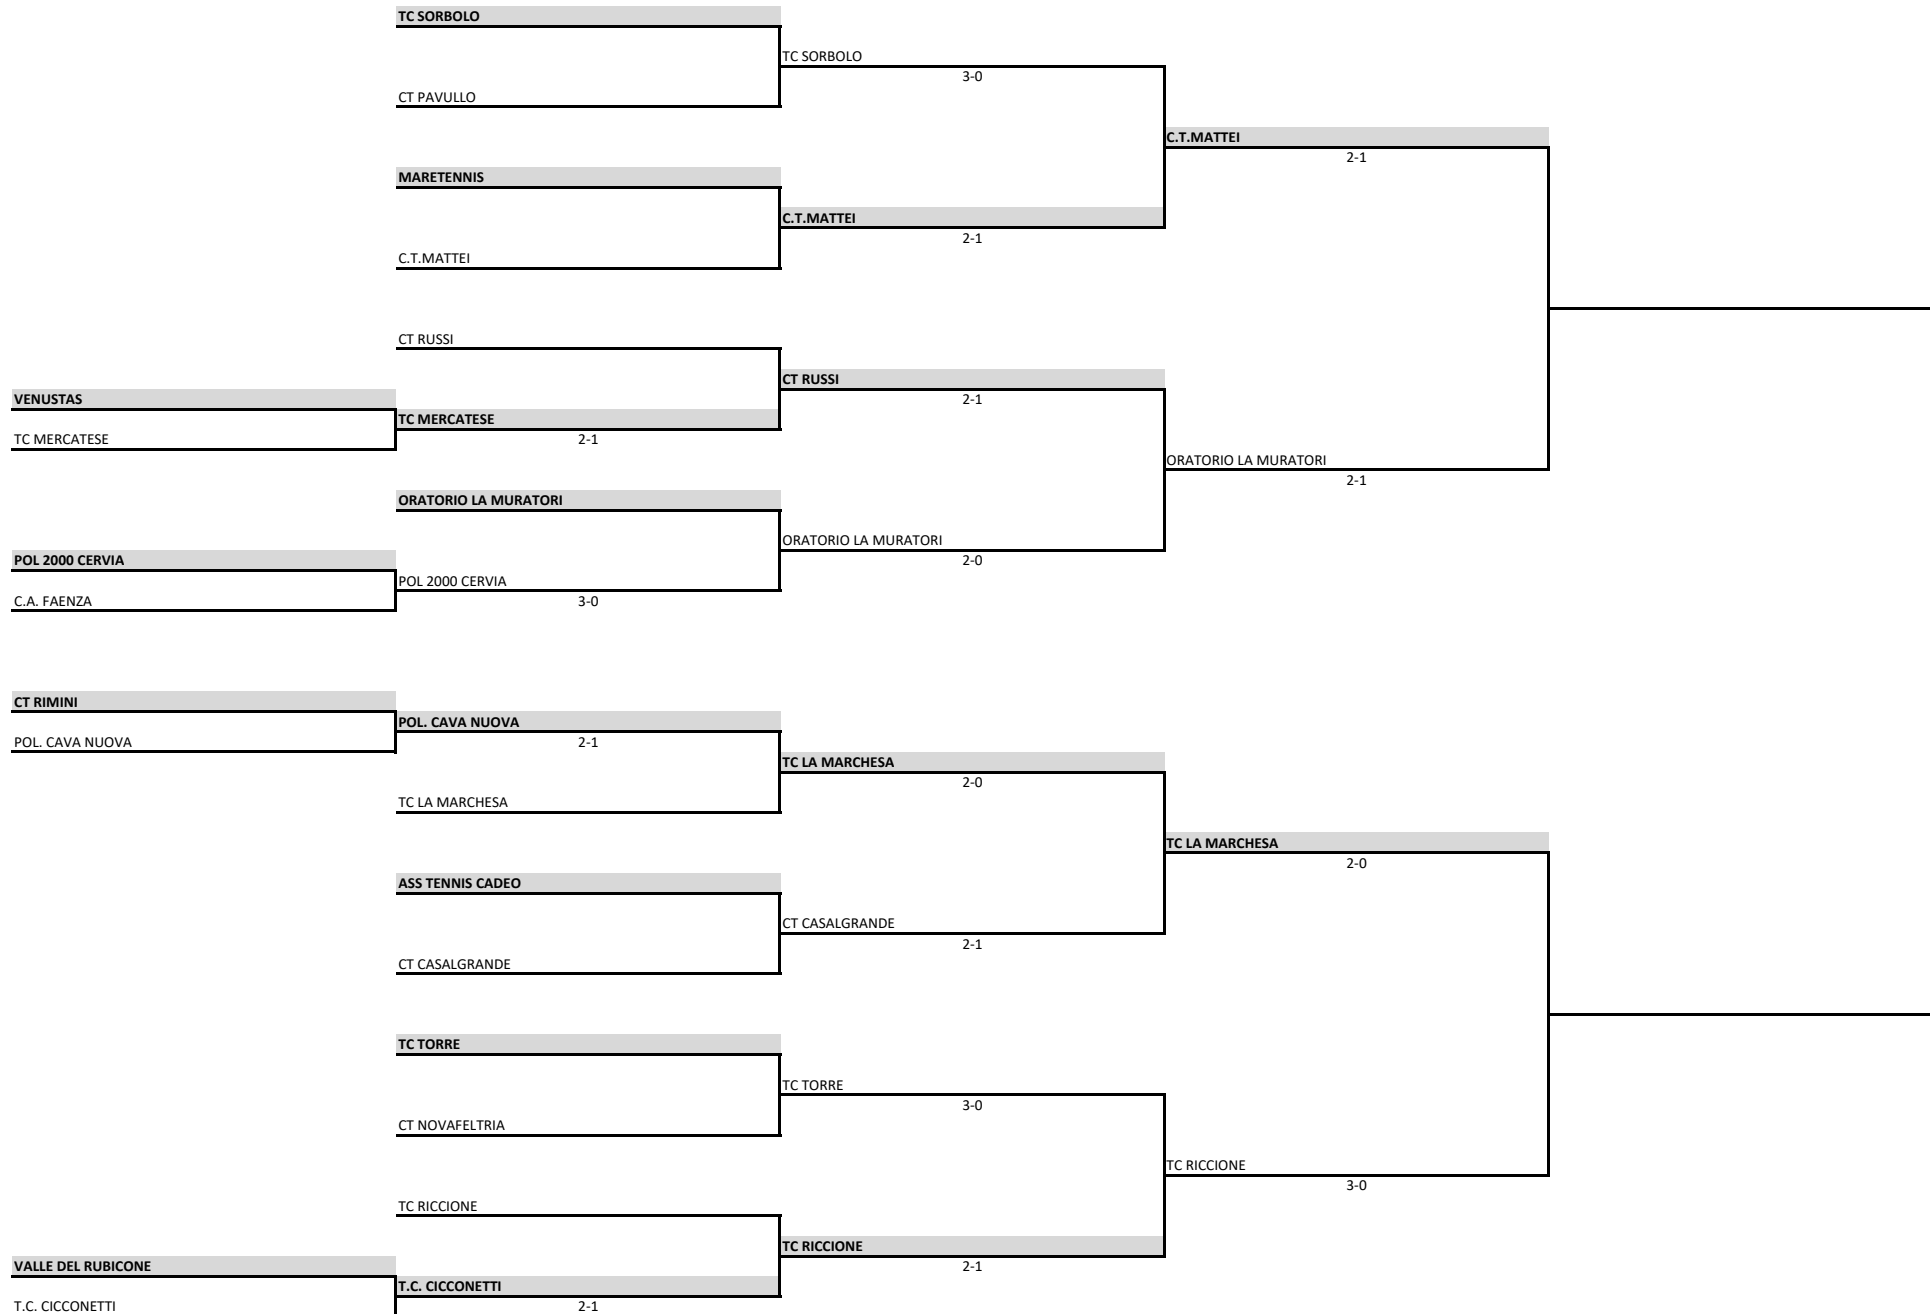 TC SORBOLO
TC SORBOLO
3-0
CT PAVULLO
C.T.MATTEI
2-1
MARETENNIS
C.T.MATTEI
2-1
C.T.MATTEI
CT RUSSI
CT RUSSI
2-1
VENUSTAS
TC MERCATESE
TC MERCATESE
2-1
ORATORIO LA MURATORI
2-1
ORATORIO LA MURATORI
ORATORIO LA MURATORI
2-0
POL 2000 CERVIA
POL 2000 CERVIA
C.A. FAENZA
3-0
CT RIMINI
POL. CAVA NUOVA
POL. CAVA NUOVA
2-1
TC LA MARCHESA
2-0
TC LA MARCHESA
TC LA MARCHESA
2-0
ASS TENNIS CADEO
CT CASALGRANDE
2-1
CT CASALGRANDE
TC TORRE
TC TORRE
3-0
CT NOVAFELTRIA
TC RICCIONE
3-0
TC RICCIONE
TC RICCIONE
2-1
VALLE DEL RUBICONE
T.C. CICCONETTI
T.C. CICCONETTI
2-1